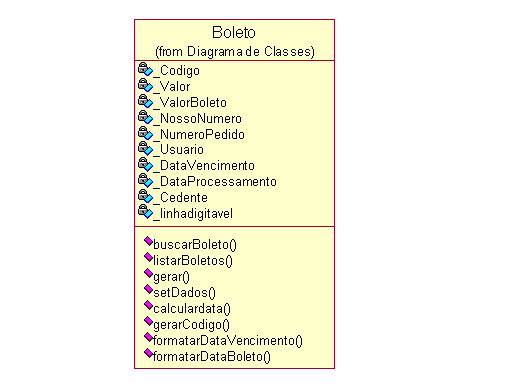 Boleto
(from Diagrama de Classes)
_Codigo
_Valor
_ValorBoleto
_NossoNumero
_NumeroPedido
_Usuario
_DataVencimento
_DataProcessamento
_Cedente
_linhadigitavel
buscarBoleto()
listarBoletos()
gerar()
setDados()
calculardata()
gerarCodigo()
formatarDataVencimento()
formatarDataBoleto()